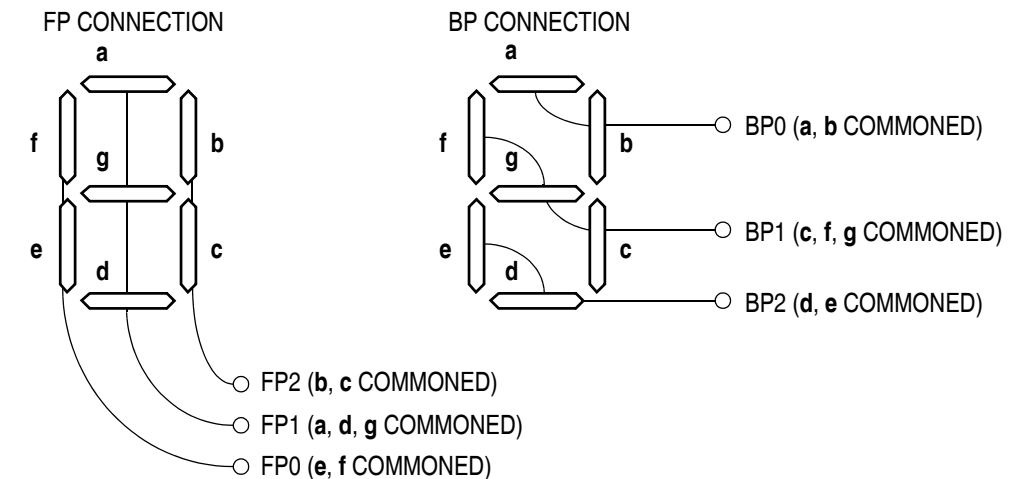 FP CONNECTION
a
f
b
g
e
c
d
FP2 (b, c COMMONED)
FP1 (a, d, g COMMONED)
FP0 (e, f COMMONED)
BP CONNECTION
a
BP0 (a, b COMMONED)
f
b
g
BP1 (c, f, g COMMONED)
e
c
d
BP2 (d, e COMMONED)